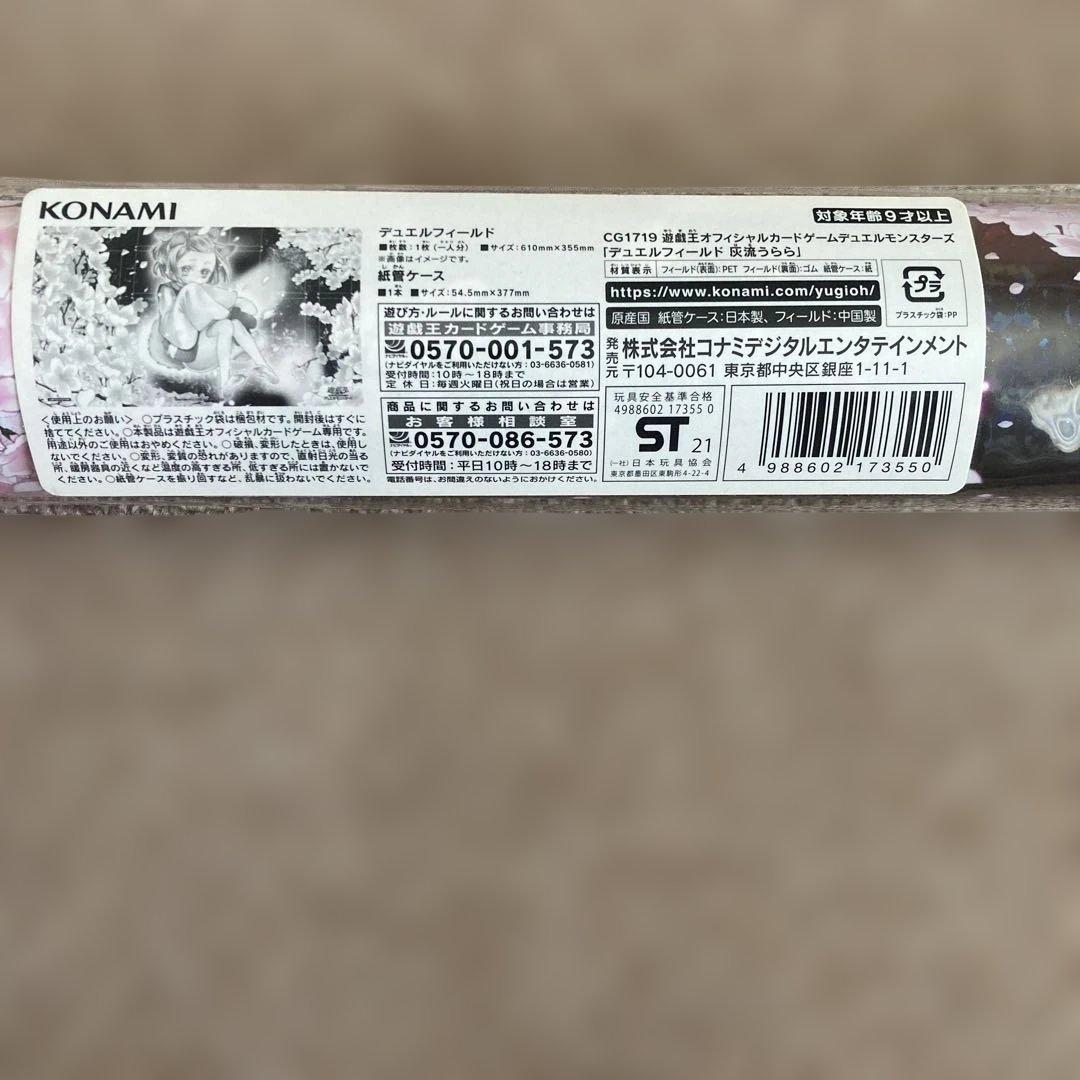 KONAMI
対象年齢9才以上
デュエルフィールド
■枚数:1枚(一人分) ■サイズ:610mm×355mm
※画像はイメージです。
紙管ケース
■1本 ■サイズ:54.5mm×377mm
遊び方・ルールに関するお問い合わせは
遊戯王カードゲーム事務局
0570-001-573
(ナビダイヤルをご利用いただけない方:03-6636-0581)
受付時間:10時～18時まで
定休日:毎週火曜日(祝日の場合は営業)
商品に関するお問い合わせは
お客様相談室
0570-086-573
(ナビダイヤルをご利用いただけない方:03-6636-0580)
受付時間:平日10時～18時まで
電話番号は、お間違えのないようにおかけください。
<使用上のお願い> ○プラスチック袋は梱包材です。開封後はすぐに
捨ててください。○本製品は遊戯王オフィシャルカードゲーム専用です。
用途以外のご使用はおやめください。○破損、変形したときは、使用し
ないでください。○変形、変質の恐れがありますので、直射日光の当る
所、暖房器具の近くなど温度の高すぎる所、低すぎる所には置かないで
ください。○紙管ケースを振り回すなど、乱暴に扱わないでください。
CG1719 遊戯王オフィシャルカードゲームデュエルモンスターズ
「デュエルフィールド 灰流うらら」
材質表示 フィールド(表面):PET フィールド(裏面):ゴム 紙管ケース:紙
https://www.konami.com/yugioh/
原産国 紙管ケース:日本製、フィールド:中国製
プラ
プラスチック袋:PP
発売元 株式会社コナミデジタルエンタテインメント
〒104-0061 東京都中央区銀座1-11-1
玩具安全基準合格
4988602 17355 0
ST 21
(一社)日本玩具協会
東京都墨田区東駒形4-22-4
4 988602 173550